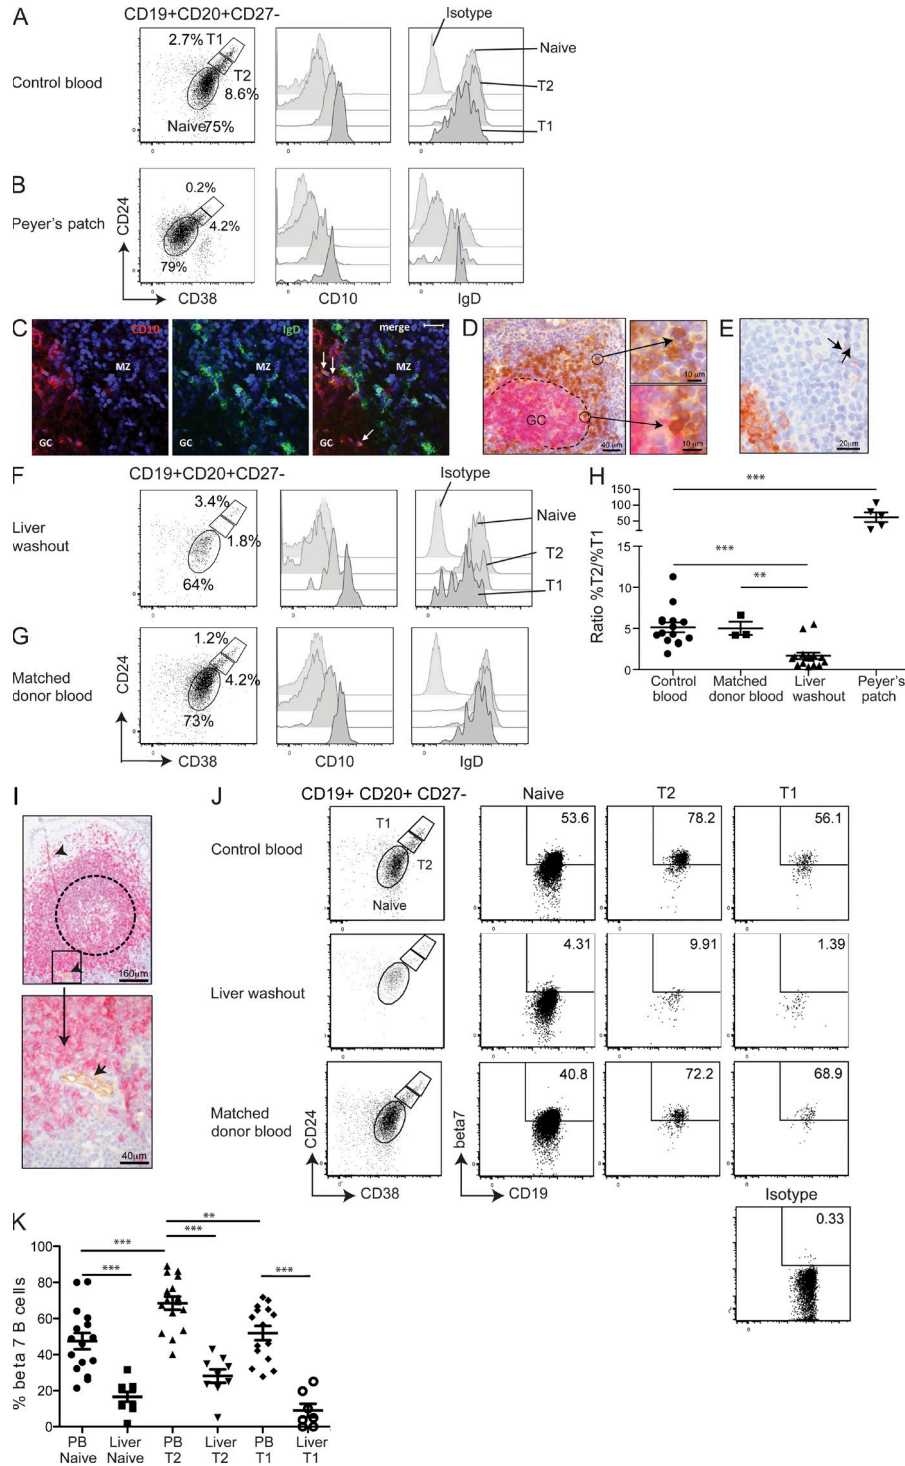 A
CD19+CD20+CD27-
Control blood
2.7% T1
T2
8.6%
Naive 75%
Isotype
Naive
T2
T1
B
Peyer's patch
0.2%
4.2%
79%
CD24
CD38
CD10
IgD
C
CD10
MZ
GC
IgD
MZ
GC
merge
MZ
GC
D
GC
40 µm
10 µm
10 µm
E
20µm
F
CD19+CD20+CD27-
Liver
washout
3.4%
1.8%
64%
Isotype
Naive
T2
T1
G
Matched
donor blood
1.2%
4.2%
73%
CD24
CD38
CD10
IgD
H
Ratio %T2/%T1
150
100
50
15
10
5
0
***
***
**
Control
blood
Matched
donor blood
Liver
washout
Peyer's
patch
I
160µm
40µm
J
CD19+ CD20+ CD27-
Naive
T2
T1
Control blood
T1
T2
Naive
53.6
78.2
56.1
Liver washout
4.31
9.91
1.39
Matched
donor blood
40.8
72.2
68.9
CD24
CD38
beta7
CD19
Isotype
0.33
K
% beta 7 B cells
100
80
60
40
20
0
***
***
**
***
***
PB
Naive
Liver
Naive
PB
T2
Liver
T2
PB
T1
Liver
T1